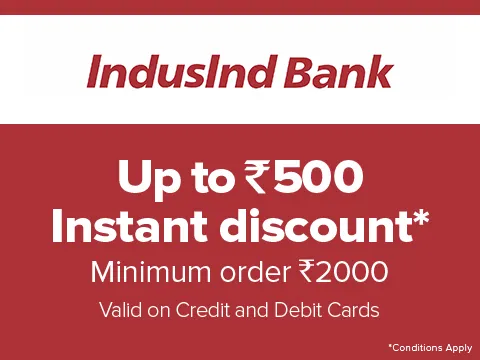 IndusInd Bank
Up to ₹500
Instant discount*
Minimum order ₹2000
Valid on Credit and Debit Cards
*Conditions Apply